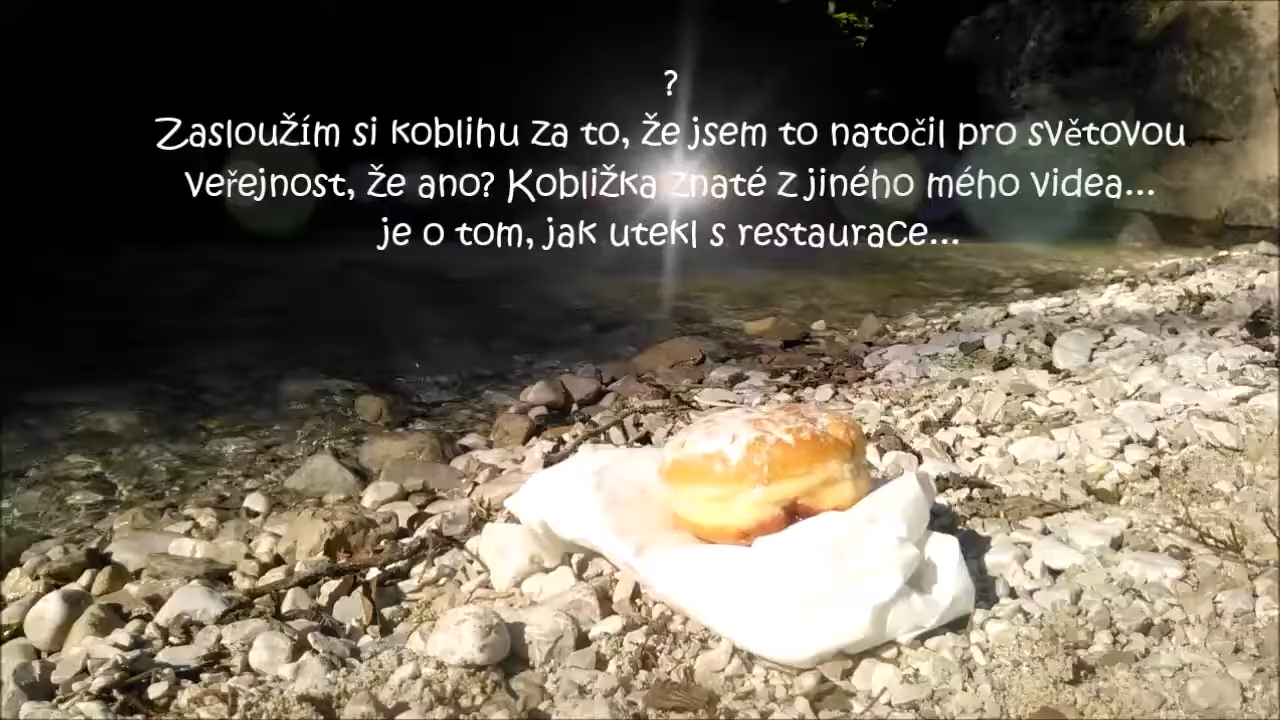 ?
Zasloužím si koblihu za to, že jsem to natočil pro světovou
veřejnost, že ano? Kobližka znaté z jiného mého videa...
je o tom, jak utekl s restaurace...